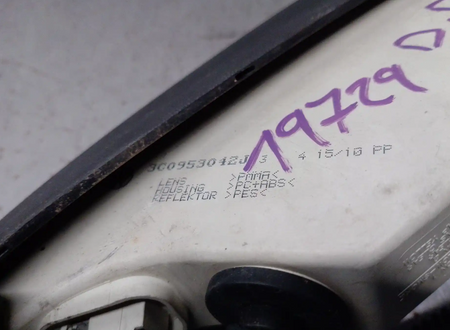 19729
3C0953042J 3 4 15/10 PP
LENS >PMMA<
HOUSING >PC+ABS<
REFLEKTOR >PES<